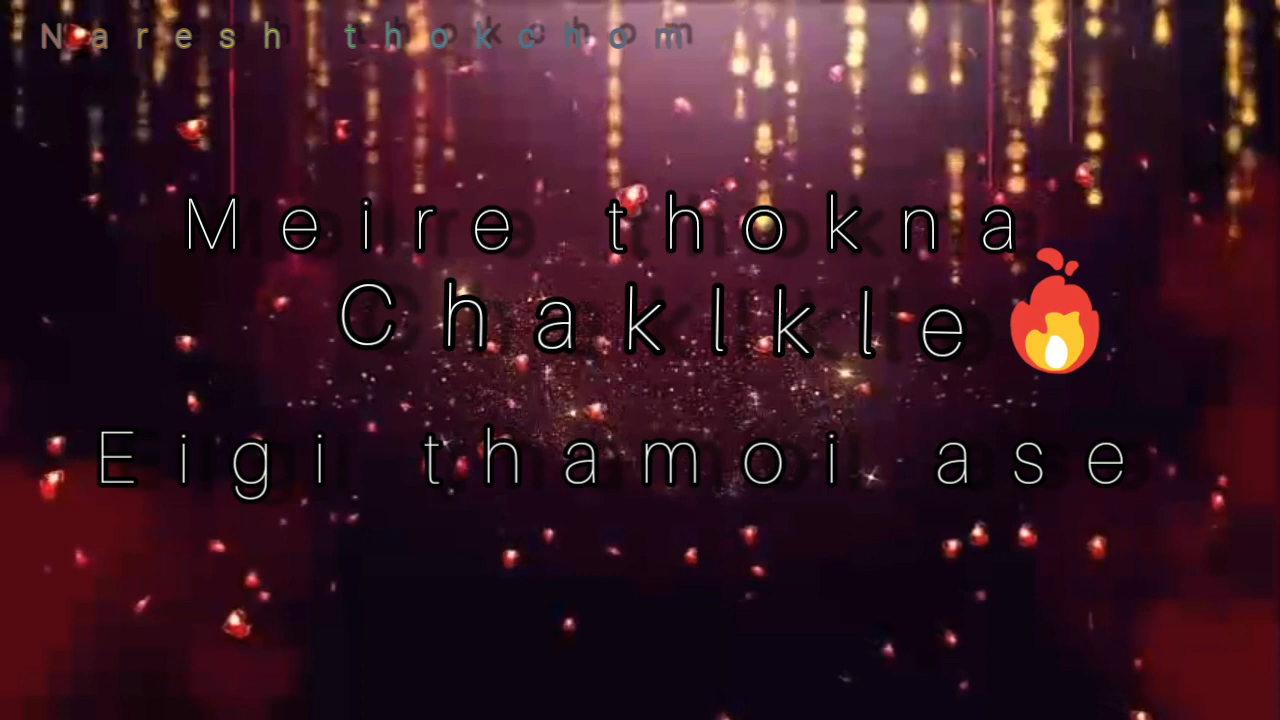 Naresh thokchom
Meire thokna
Chaklkle🔥
Eigi thamoi ase